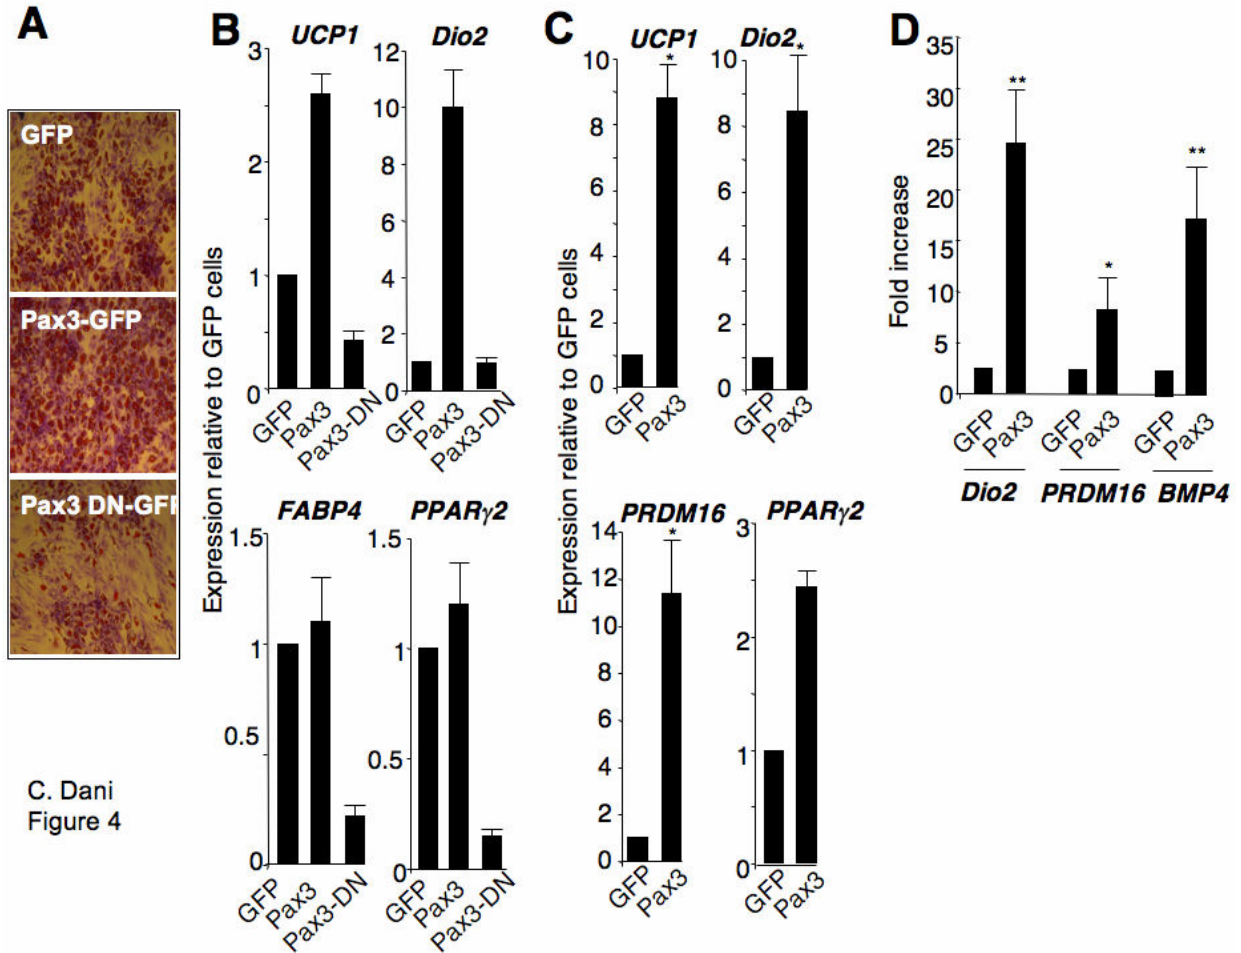 A
GFP
Pax3-GFP
Pax3 DN-GFP
C. Dani
Figure 4
B
Expression relative to GFP cells
UCP1
3
2
1
0
GFP
Pax3
Pax3-DN
Dio2
12
10
8
6
4
2
0
GFP
Pax3
Pax3-DN
FABP4
1.5
1
0.5
0
GFP
Pax3
Pax3-DN
PPARγ2
1.5
1
0.5
0
GFP
Pax3
Pax3-DN
C
Expression relative to GFP cells
UCP1
*
10
8
6
4
2
0
GFP
Pax3
Dio2
*
10
8
6
4
2
0
GFP
Pax3
PRDM16
*
14
12
10
8
6
4
2
0
GFP
Pax3
PPARγ2
3
2
1
0
GFP
Pax3
D
Fold increase
35
30
25
20
15
10
5
0
**
*
**
GFP
Pax3
GFP
Pax3
GFP
Pax3
Dio2
PRDM16
BMP4